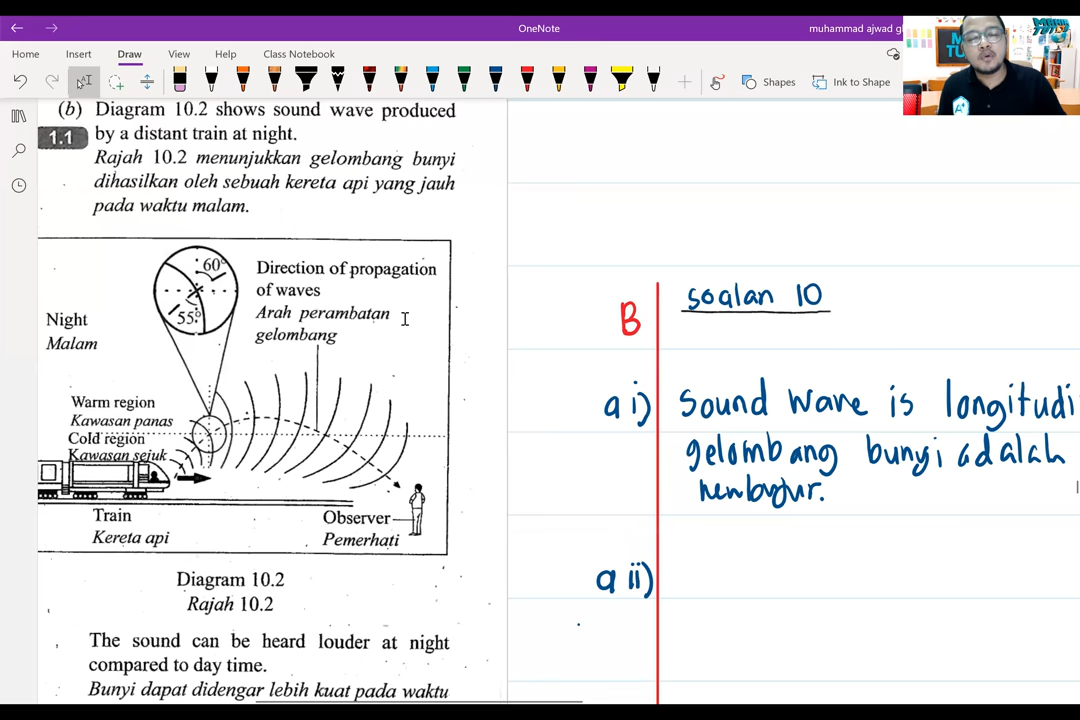 OneNote
muhammad ajwad gh
Home Insert Draw View Help Class Notebook
Shapes Ink to Shape
(b) Diagram 10.2 shows sound wave produced
1.1 by a distant train at night.
Rajah 10.2 menunjukkan gelombang bunyi
dihasilkan oleh sebuah kereta api yang jauh
pada waktu malam.
60°
55°
Direction of propagation
of waves
Arah perambatan
gelombang
Night
Malam
Warm region
Kawasan panas
Cold region
Kawasan sejuk
Train
Kereta api
Observer
Pemerhati
Diagram 10.2
Rajah 10.2
The sound can be heard louder at night
compared to day time.
Bunyi dapat didengar lebih kuat pada waktu
B soalan 10
a i) Sound wave is longitudi
gelombang bunyi adalah
a ii)